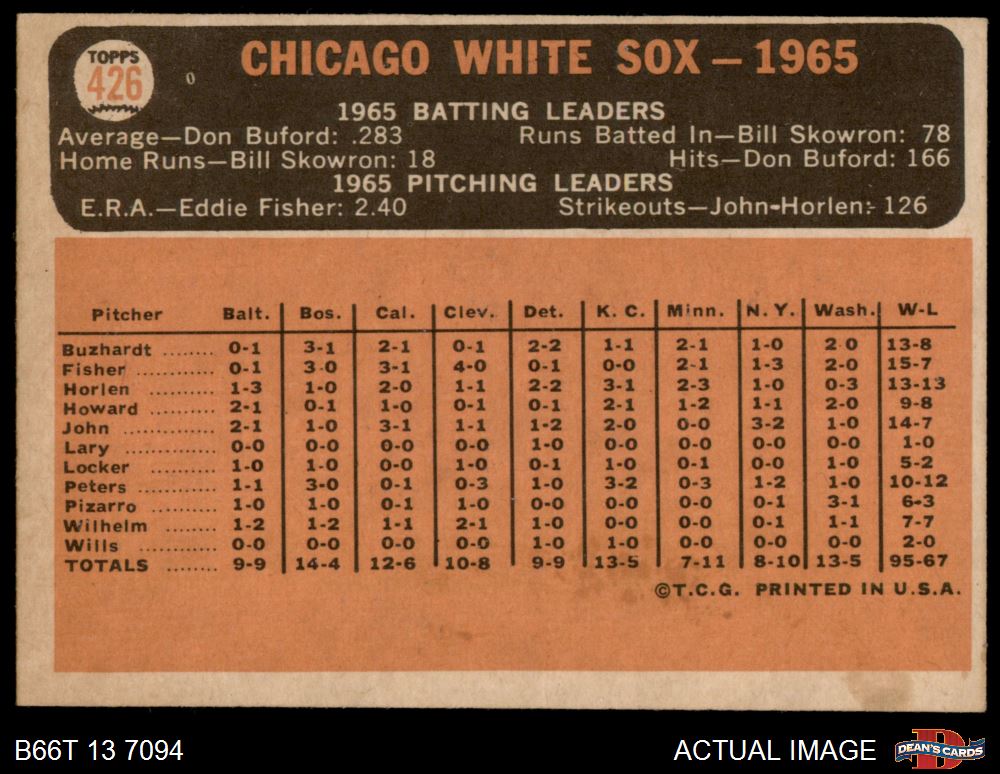 TOPPS
426
0
CHICAGO WHITE SOX – 1965
1965 BATTING LEADERS
Average—Don Buford: .283 Runs Batted In—Bill Skowron: 78
Home Runs—Bill Skowron: 18 Hits—Don Buford: 166
1965 PITCHING LEADERS
E.R.A.—Eddie Fisher: 2.40 Strikeouts—John-Horlen: 126
Pitcher Balt. Bos. Cal. Clev. Det. K. C. Minn. N. Y. Wash. W-L
Buzhardt ........ 0-1 3-1 2-1 0-1 2-2 1-1 2-1 1-0 2 0 13-8
Fisher ............ 0-1 3-0 3-1 4-0 0-1 0-0 2-1 1-3 2-0 15-7
Horlen ............ 1-3 1-0 2-0 1-1 2-2 3-1 2-3 1-0 0-3 13-13
Howard .......... 2-1 0-1 1-0 0-1 0-1 2-1 1-2 1-1 2-0 9-8
John .............. 2-1 1-0 3-1 1-1 1-2 2-0 0-0 3-2 1-0 14-7
Lary .............. 0-0 0-0 0-0 0-0 1-0 0-0 0-0 0-0 0-0 1-0
Locker ............ 1-0 1-0 0-0 1-0 0-1 1-0 0-1 0-0 1-0 5-2
Peters ............ 1-1 3-0 0-1 0-3 1-0 3-2 0-3 1-2 1-0 10-12
Pizarro .......... 1-0 1-0 0-1 1-0 0-0 0-0 0-0 0-1 3-1 6-3
Wilhelm ........ 1-2 1-2 1-1 2-1 1-0 0-0 0-0 0-1 1-1 7-7
Wills ............ 0-0 0-0 0-0 0-0 1-0 1-0 0-0 0-0 0-0 2-0
TOTALS ........ 9-9 14-4 12-6 10-8 9-9 13-5 7-11 8-10 13-5 95-67
©T.C.G. PRINTED IN U.S.A.
B66T 13 7094 ACTUAL IMAGE
D
DEAN'S CARDS